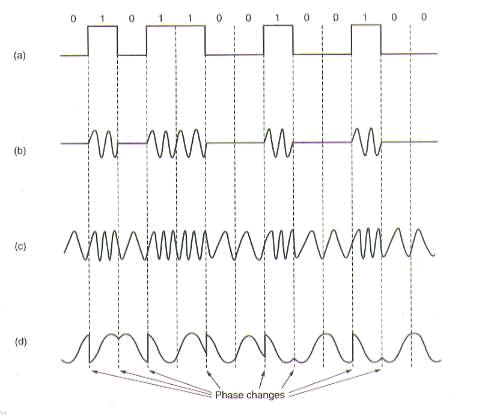 0 1 0 1 1 0 0 1 0 0 1 0 0
(a)
(b)
(c)
(d)
Phase changes